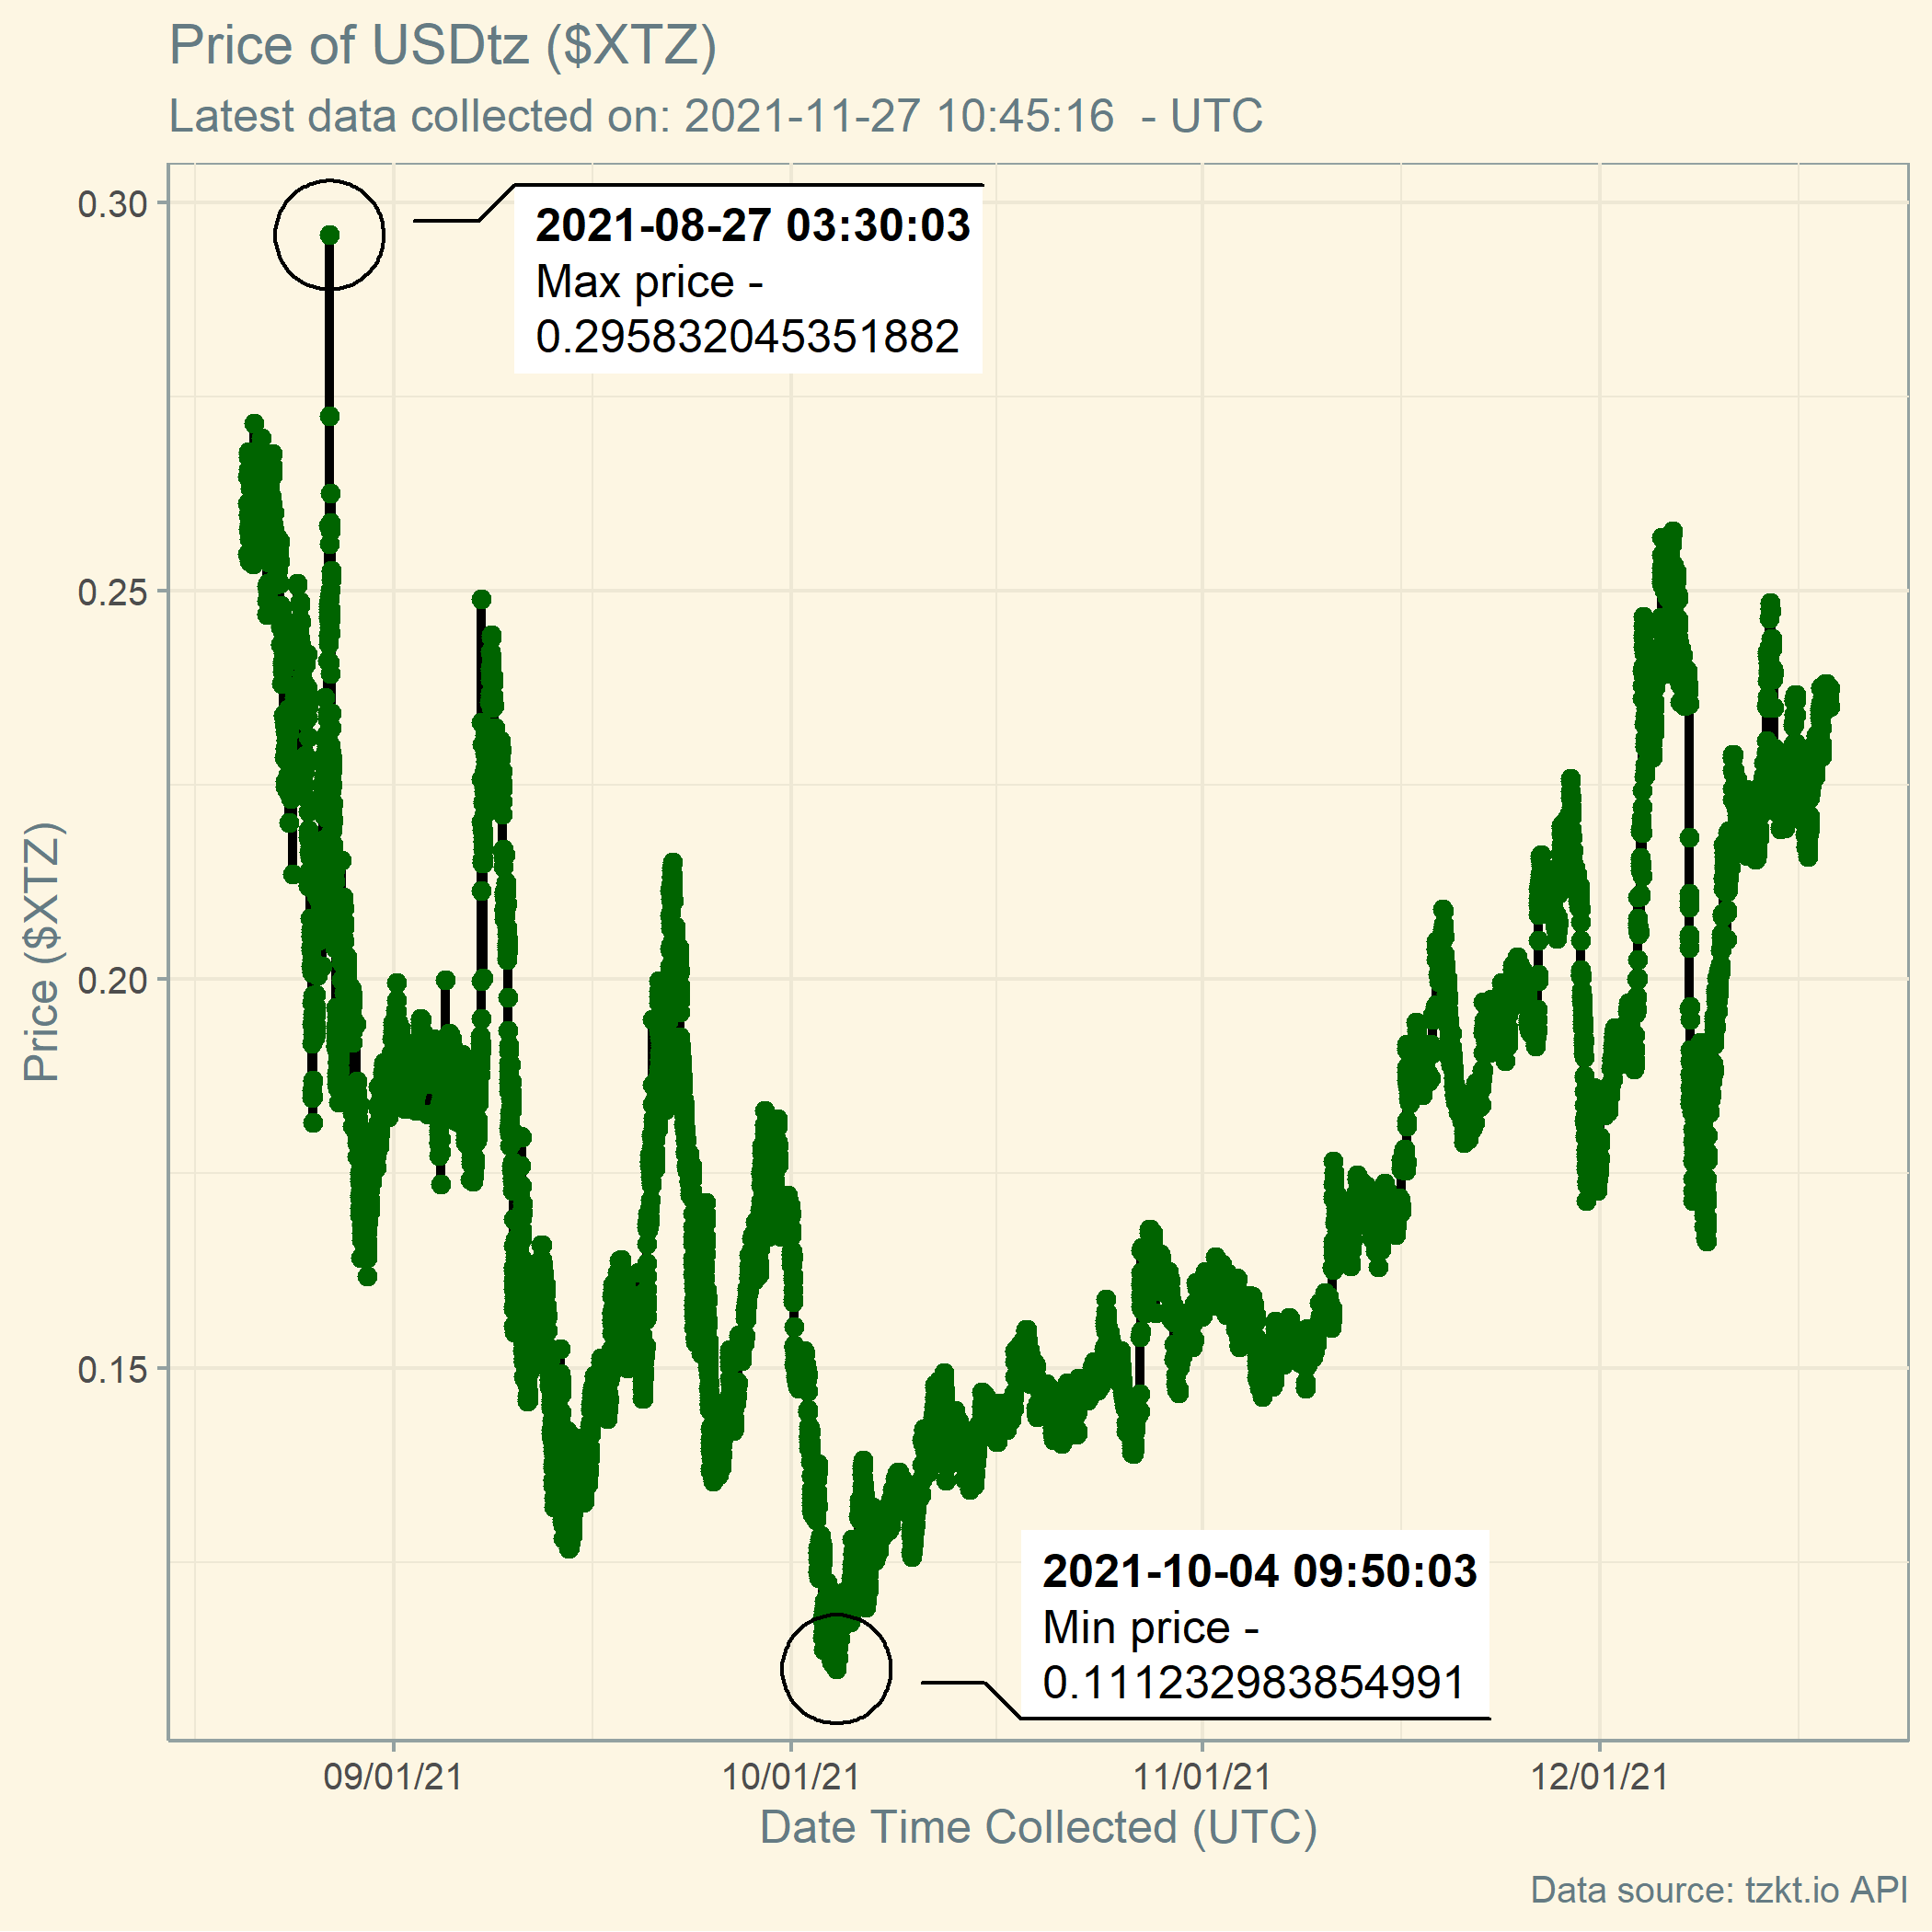 Price of USDtz ($XTZ)
Latest data collected on: 2021-11-27 10:45:16  - UTC
0.30
0.25
0.20
0.15
Price ($XTZ)
2021-08-27 03:30:03
Max price -
0.295832045351882
2021-10-04 09:50:03
Min price -
0.111232983854991
09/01/21
10/01/21
11/01/21
12/01/21
Date Time Collected (UTC)
Data source: tzkt.io API